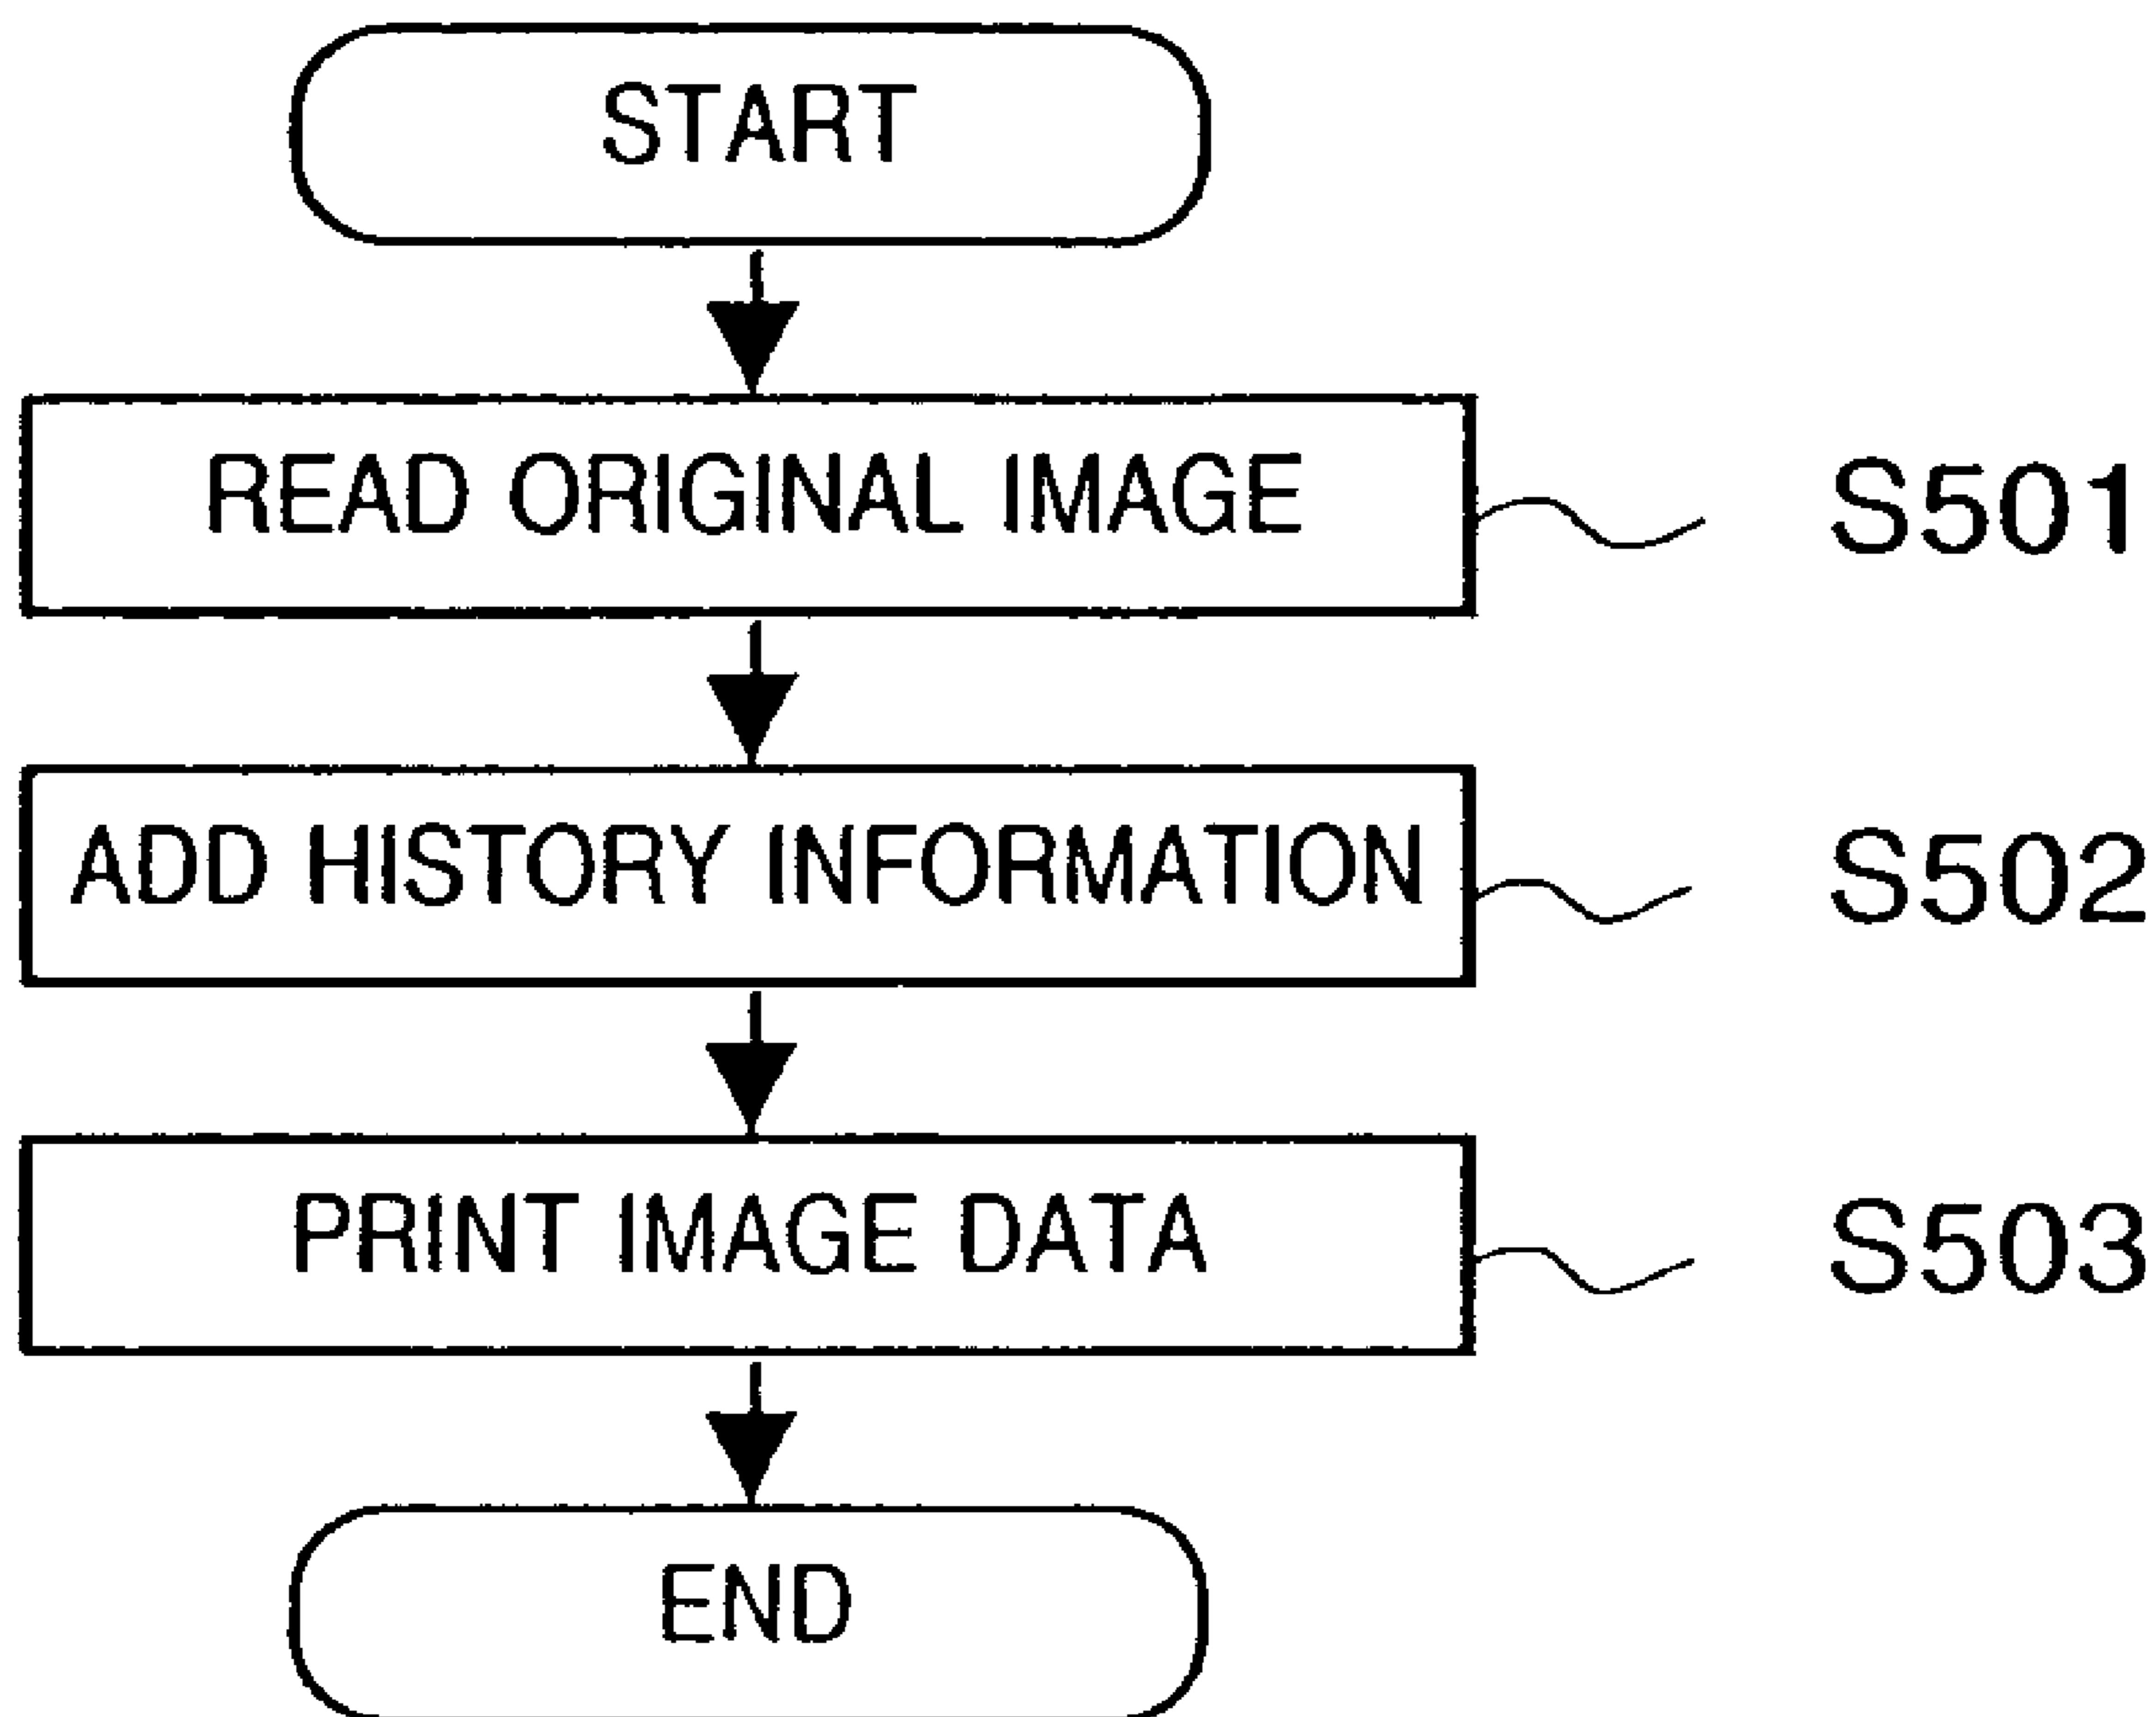 START
READ ORIGINAL IMAGE S501
ADD HISTORY INFORMATION S502
PRINT IMAGE DATA S503
END